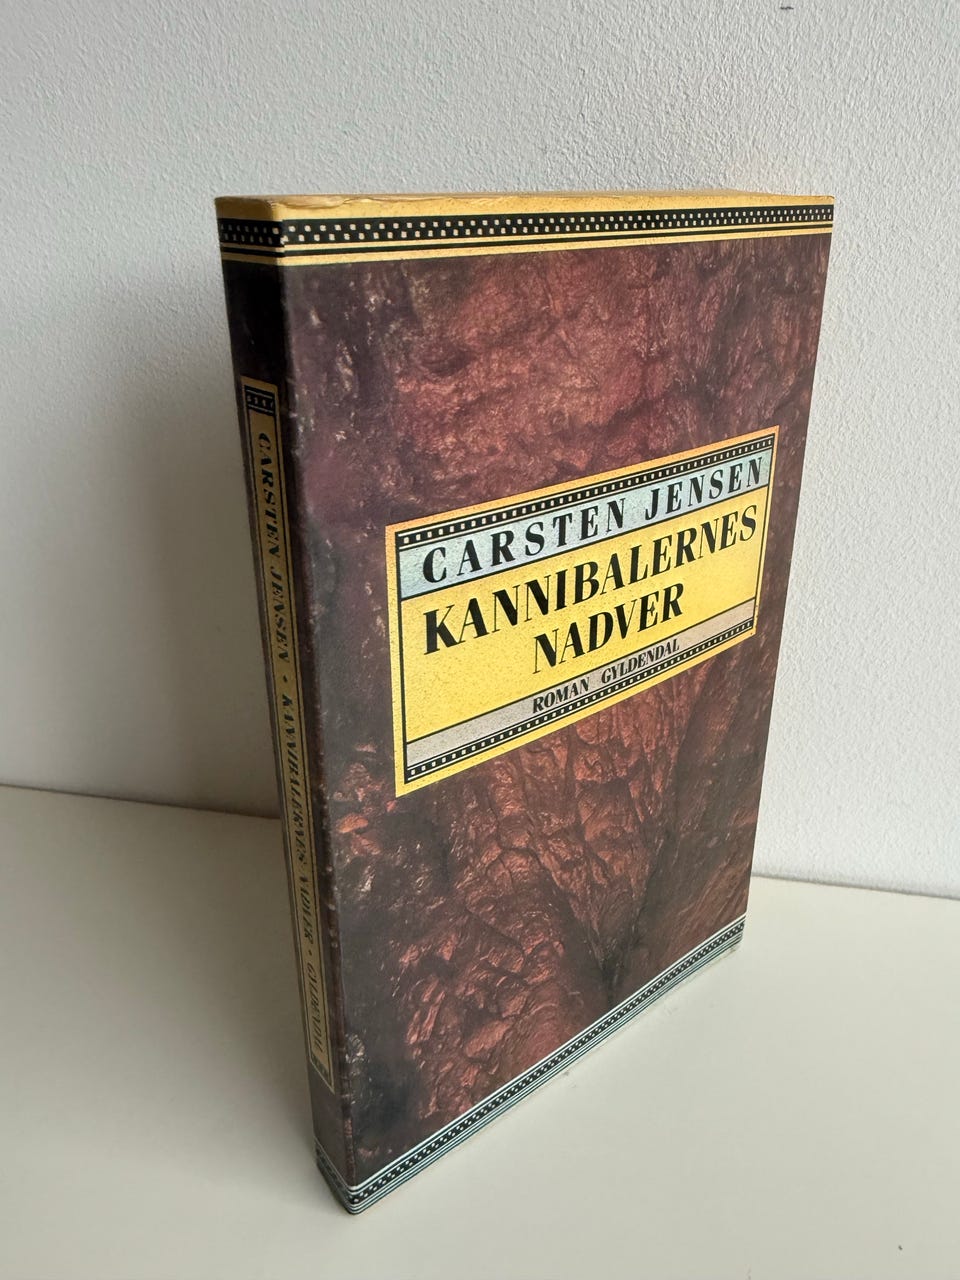 CARSTEN JENSEN
KANNIBALERNES
NADVER
ROMAN GYLDENDAL
CARSTEN JENSEN • KANNIBALERNES NADVER • GYLDENDAL